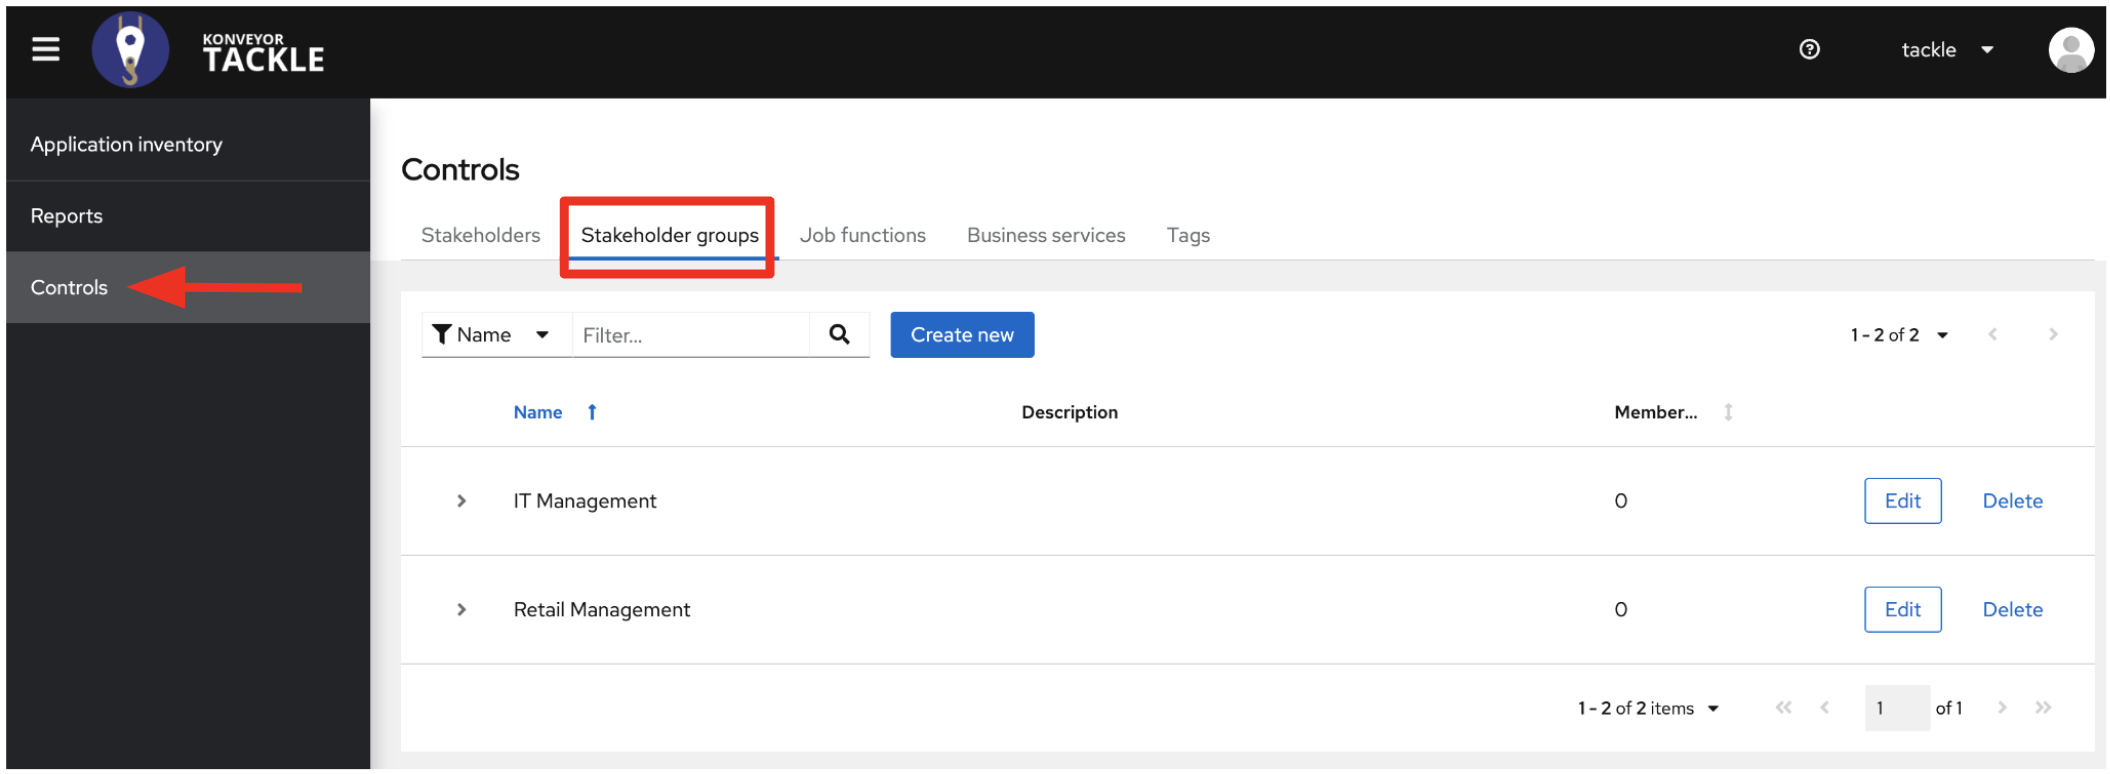 KONVEYOR
TACKLE
tackle
Application inventory
Reports
Controls
Controls
Stakeholders Stakeholder groups Job functions Business services Tags
Name Filter... Create new 1 - 2 of 2
Name Description Member...
IT Management 0 Edit Delete
Retail Management 0 Edit Delete
1 - 2 of 2 items 1 of 1